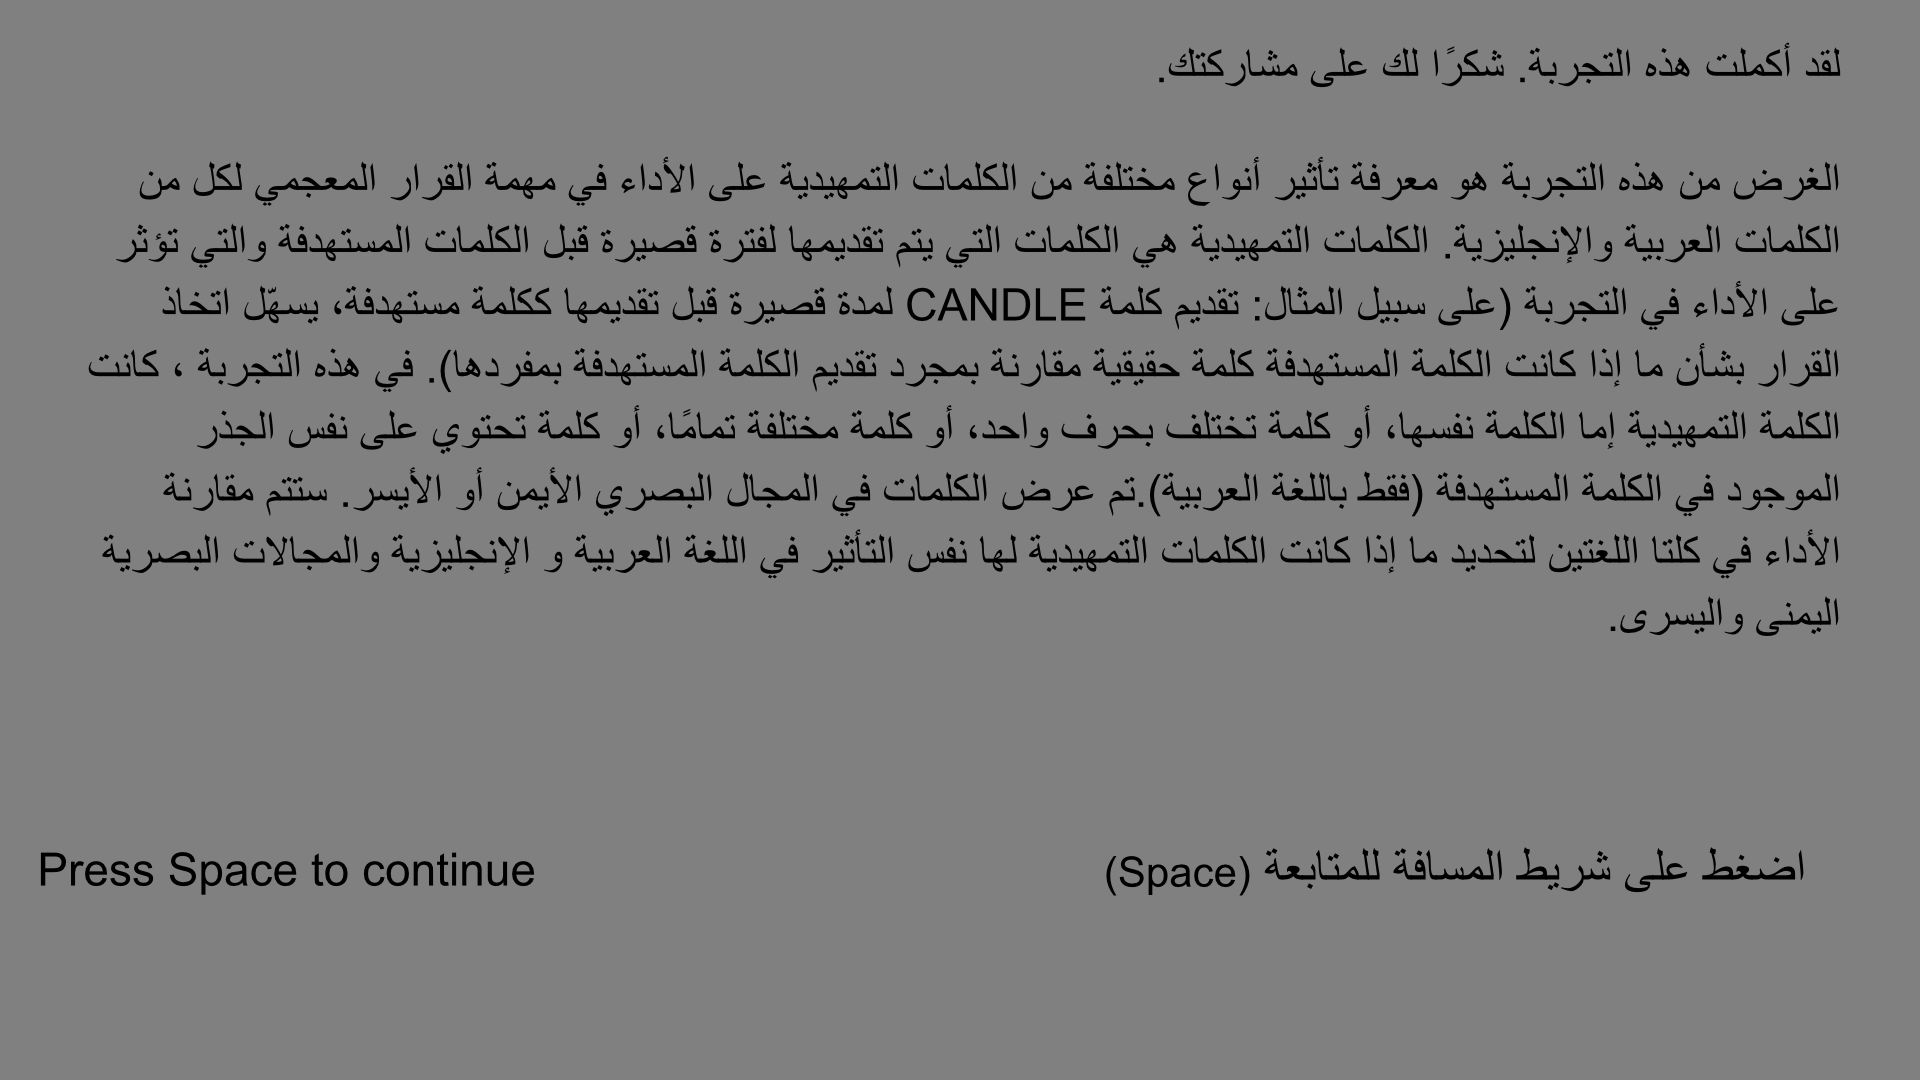 لقد أكملت هذه التجربة. شكرًا لك على مشاركتك.
الغرض من هذه التجربة هو معرفة تأثير أنواع مختلفة من الكلمات التمهيدية على الأداء في مهمة القرار المعجمي لكل من
الكلمات العربية والإنجليزية. الكلمات التمهيدية هي الكلمات التي يتم تقديمها لفترة قصيرة قبل الكلمات المستهدفة والتي تؤثر
على الأداء في التجربة (على سبيل المثال: تقديم كلمة CANDLE لمدة قصيرة قبل تقديمها ككلمة مستهدفة، يسهّل اتخاذ
القرار بشأن ما إذا كانت الكلمة المستهدفة كلمة حقيقية مقارنة بمجرد تقديم الكلمة المستهدفة بمفردها). في هذه التجربة ، كانت
الكلمة التمهيدية إما الكلمة نفسها، أو كلمة تختلف بحرف واحد، أو كلمة مختلفة تمامًا، أو كلمة تحتوي على نفس الجذر
الموجود في الكلمة المستهدفة (فقط باللغة العربية).تم عرض الكلمات في المجال البصري الأيمن أو الأيسر. ستتم مقارنة
الأداء في كلتا اللغتين لتحديد ما إذا كانت الكلمات التمهيدية لها نفس التأثير في اللغة العربية و الإنجليزية والمجالات البصرية
اليمنى واليسرى.
اضغط على شريط المسافة للمتابعة (Space)
Press Space to continue